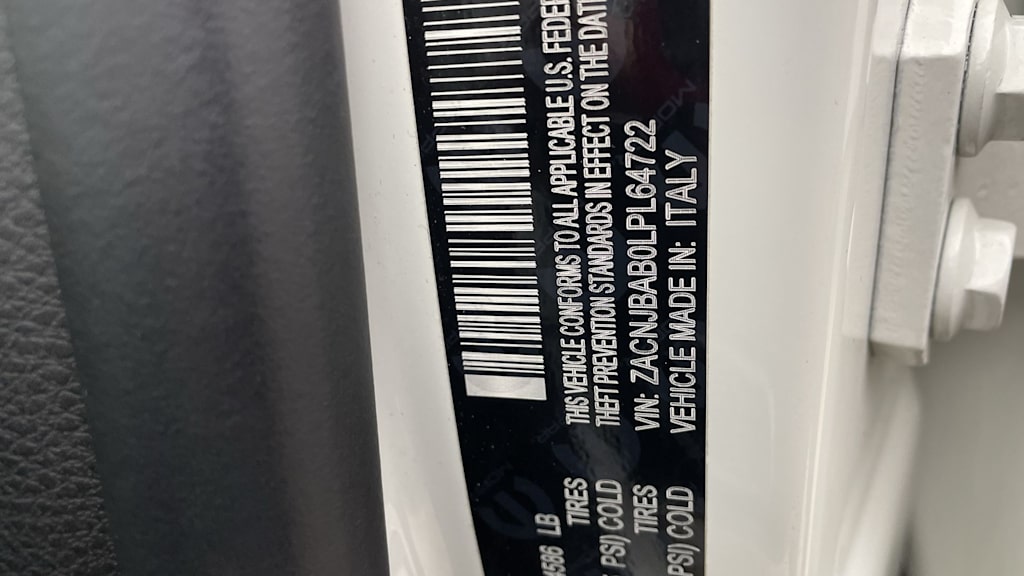 THIS VEHICLE CONFORMS TO ALL APPLICABLE U.S. FEDER
THEFT PREVENTION STANDARDS IN EFFECT ON THE DAT
VIN: ZACNJBAB0LPL64722
VEHICLE MADE IN: ITALY
4586 LB
TIRES
PSI) COLD
TIRES
PSI) COLD